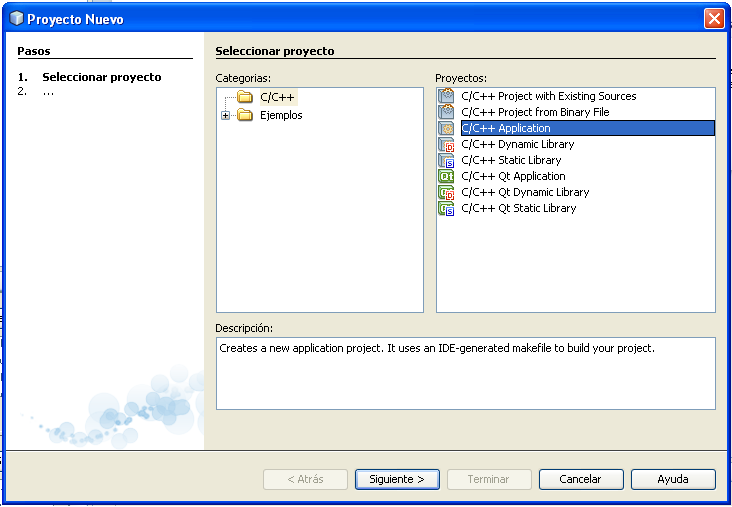 Proyecto Nuevo
Pasos
1. Seleccionar proyecto
2. ...
Seleccionar proyecto
Categorias:
C/C++
Ejemplos
Proyectos:
C/C++ Project with Existing Sources
C/C++ Project from Binary File
C/C++ Application
C/C++ Dynamic Library
C/C++ Static Library
C/C++ Qt Application
C/C++ Qt Dynamic Library
C/C++ Qt Static Library
Descripción:
Creates a new application project. It uses an IDE-generated makefile to build your project.
< Atrás
Siguiente >
Terminar
Cancelar
Ayuda